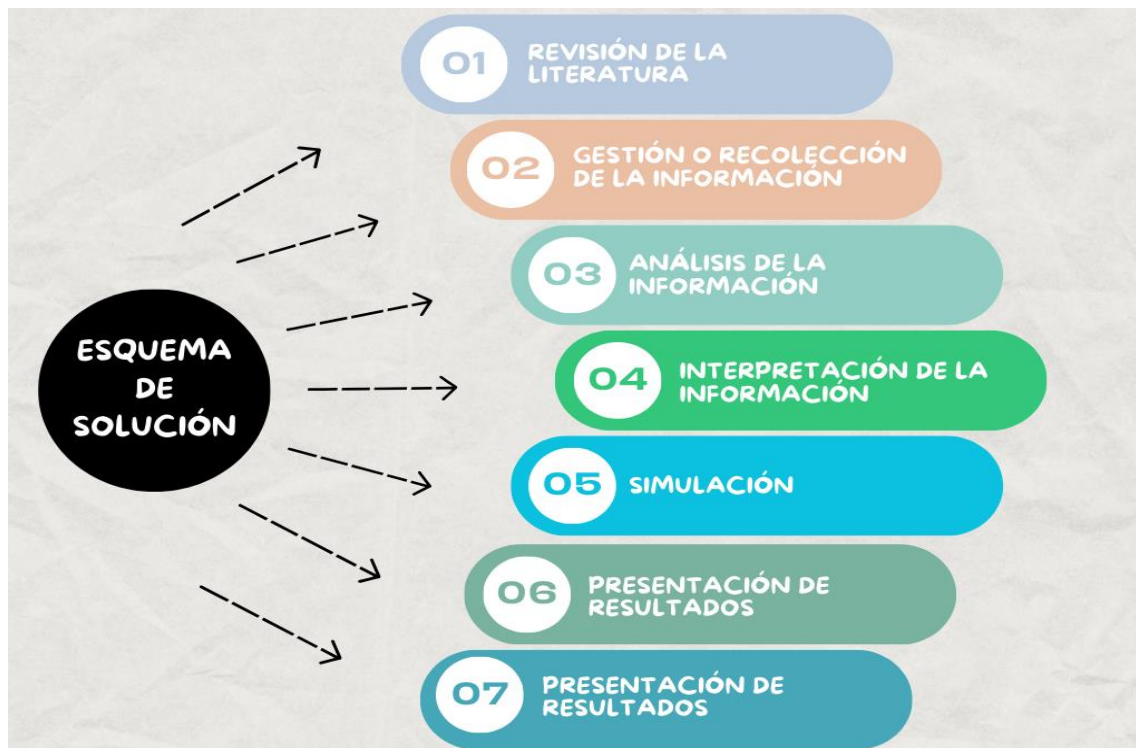 ESQUEMA
DE
SOLUCIÓN
01
REVISIÓN DE LA
LITERATURA
02
GESTIÓN O RECOLECCIÓN
DE LA INFORMACIÓN
03
ANÁLISIS DE LA
INFORMACIÓN
04
INTERPRETACIÓN DE LA
INFORMACIÓN
05
SIMULACIÓN
06
PRESENTACIÓN DE
RESULTADOS
07
PRESENTACIÓN DE
RESULTADOS